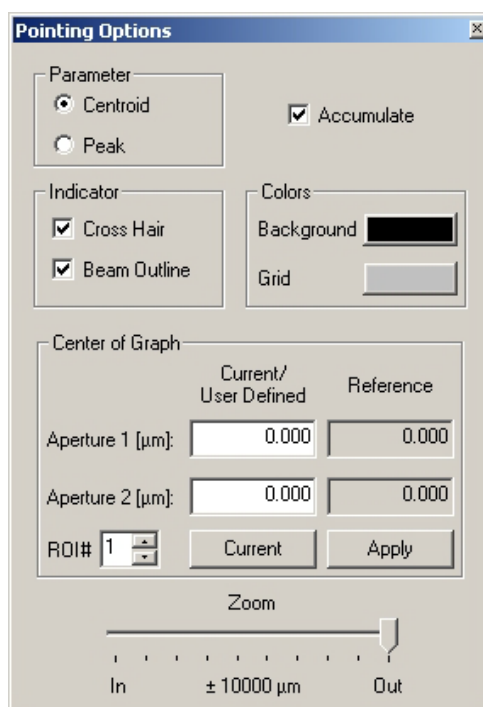 Pointing Options
Parameter
Centroid
Peak
Accumulate
Indicator
Cross Hair
Beam Outline
Colors
Background
Grid
Center of Graph
Current/
User Defined
Reference
Aperture 1 [µm]: 0.000 0.000
Aperture 2 [µm]: 0.000 0.000
ROI# 1 Current Apply
Zoom
In ± 10000 µm Out